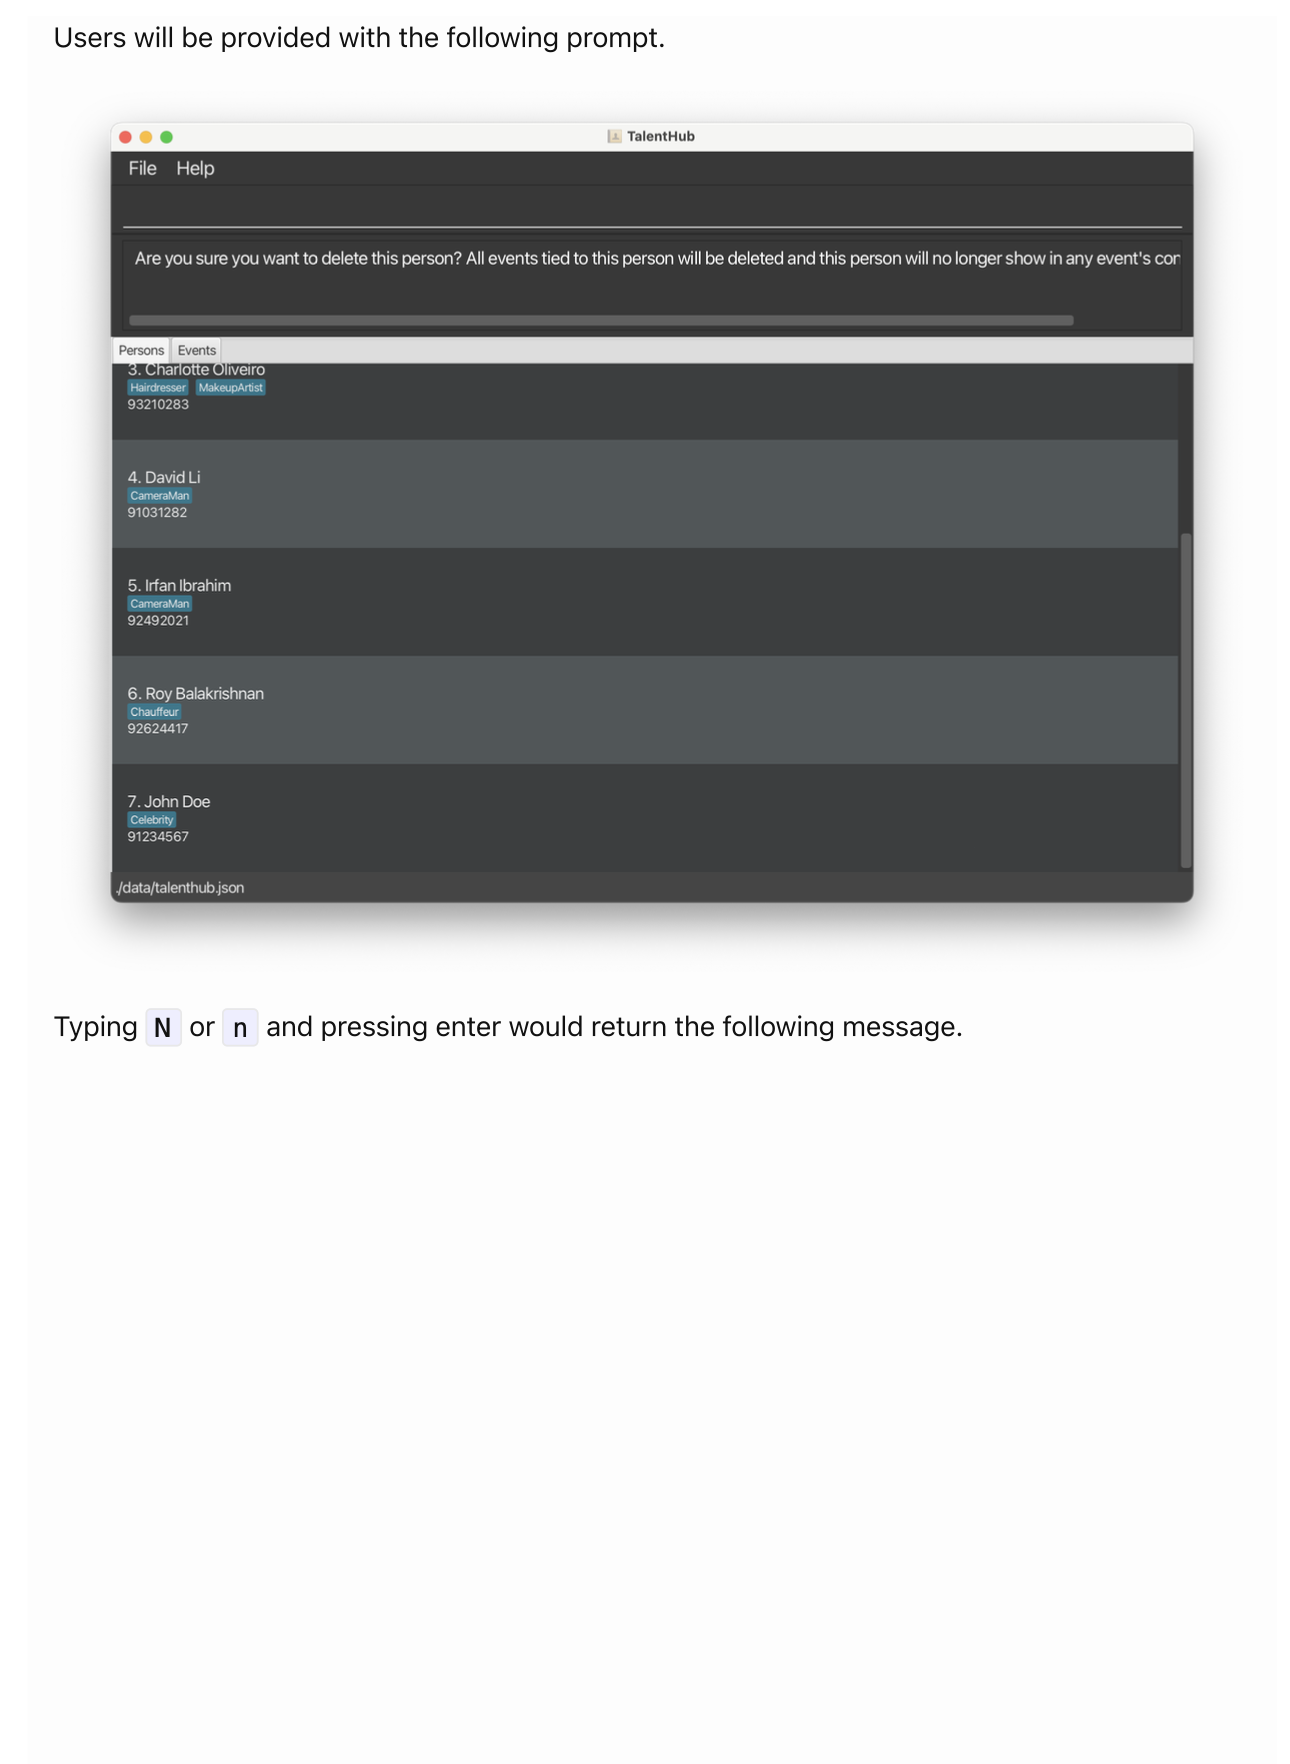 Users will be provided with the following prompt.
TalentHub
File Help
Are you sure you want to delete this person? All events tied to this person will be deleted and this person will no longer show in any event's con
Persons Events
3. Charlotte Oliveiro
Hairdresser MakeupArtist
93210283
4. David Li
CameraMan
91031282
5. Irfan Ibrahim
CameraMan
92492021
6. Roy Balakrishnan
Chauffeur
92624417
7. John Doe
Celebrity
91234567
./data/talenthub.json
Typing N or n and pressing enter would return the following message.